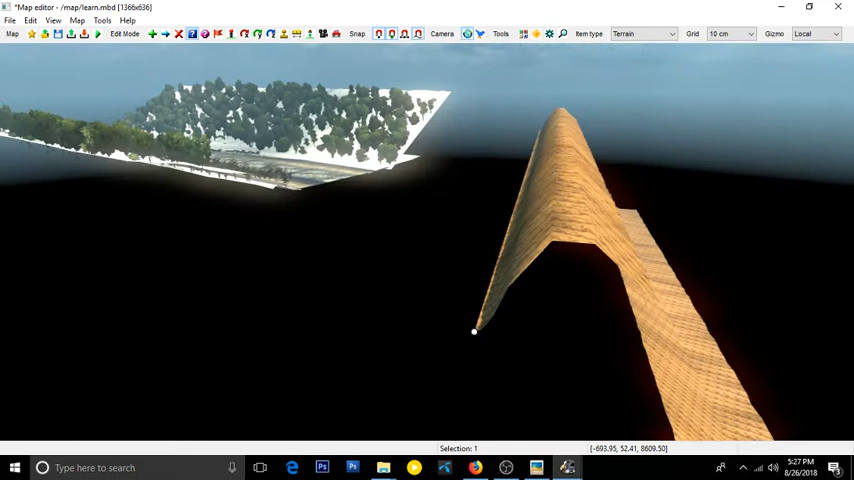 *Map editor - /map/learn.mbd [1366x636]
File Edit View Map Tools Help
Map Edit Mode Snap Camera Tools Item type Terrain Grid 10 cm Gizmo Local
Selection: 1 [-693.95, 52.41, 8609.50]
Type here to search
5:27 PM
8/26/2018